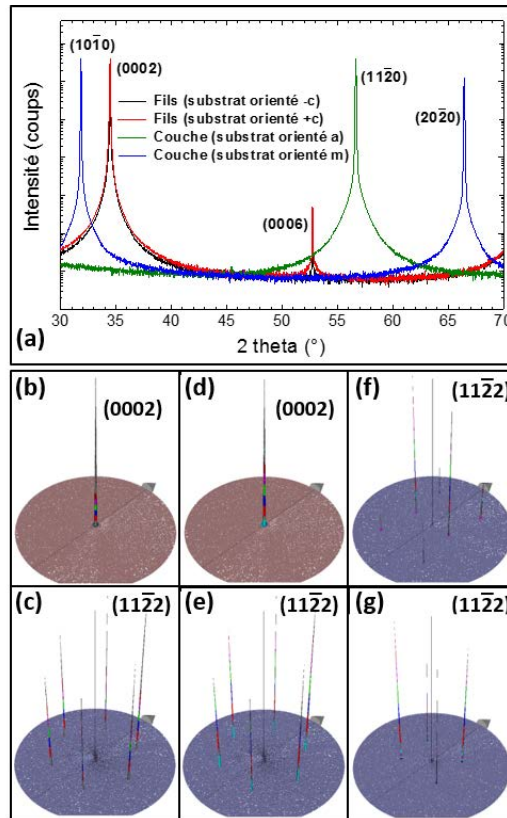 (101̄0)
(0002)
(112̄0)
(202̄0)
Fils (substrat orienté -c)
Fils (substrat orienté +c)
Couche (substrat orienté a)
Couche (substrat orienté m)
(0006)
Intensité (coups)
30 35 40 45 50 55 60 65 70
2 theta (°)
(a)
(b) (0002)
(d) (0002)
(f) (112̄2)
(c) (112̄2)
(e) (112̄2)
(g) (112̄2)